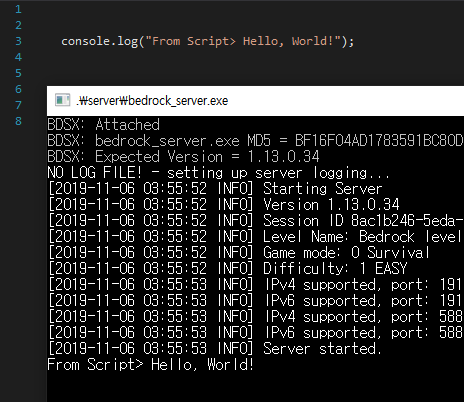 1
2
3 console.log("From Script> Hello, World!");
4
5
6
7
8
.₩server₩bedrock_server.exe
BDSX: Attached
BDSX: bedrock_server.exe MD5 = BF16F04AD1783591BC80D
BDSX: Expected Version = 1.13.0.34
NO LOG FILE! - setting up server logging...
[2019-11-06 03:55:52 INFO] Starting Server
[2019-11-06 03:55:52 INFO] Version 1.13.0.34
[2019-11-06 03:55:52 INFO] Session ID 8ac1b246-5eda-
[2019-11-06 03:55:52 INFO] Level Name: Bedrock level
[2019-11-06 03:55:52 INFO] Game mode: 0 Survival
[2019-11-06 03:55:52 INFO] Difficulty: 1 EASY
[2019-11-06 03:55:53 INFO] IPv4 supported, port: 191
[2019-11-06 03:55:53 INFO] IPv6 supported, port: 191
[2019-11-06 03:55:53 INFO] IPv4 supported, port: 588
[2019-11-06 03:55:53 INFO] IPv6 supported, port: 588
[2019-11-06 03:55:53 INFO] Server started.
From Script> Hello, World!